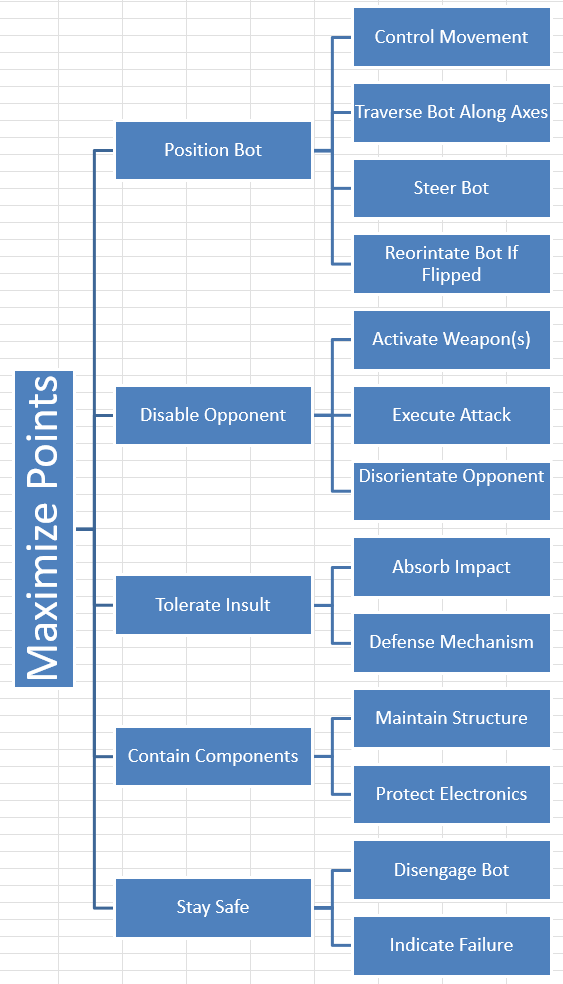 Maximize Points
Position Bot
Control Movement
Traverse Bot Along Axes
Steer Bot
Reorintate Bot If
Flipped
Disable Opponent
Activate Weapon(s)
Execute Attack
Disorientate Opponent
Tolerate Insult
Absorb Impact
Defense Mechanism
Contain Components
Maintain Structure
Protect Electronics
Stay Safe
Disengage Bot
Indicate Failure